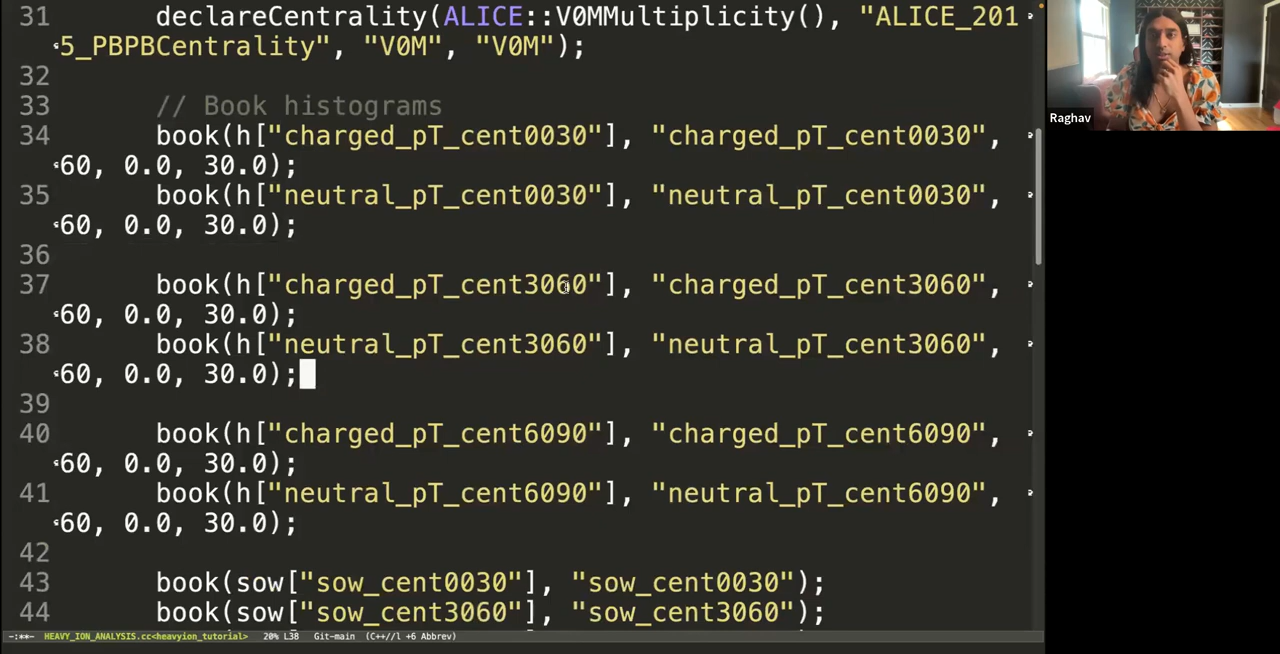 31 declareCentrality(ALICE::V0MMultiplicity(), "ALICE_201
5_PBPBCentrality", "V0M", "V0M");
32
33 // Book histograms
34 book(h["charged_pT_cent0030"], "charged_pT_cent0030",
60, 0.0, 30.0);
35 book(h["neutral_pT_cent0030"], "neutral_pT_cent0030",
60, 0.0, 30.0);
36
37 book(h["charged_pT_cent3060"], "charged_pT_cent3060",
60, 0.0, 30.0);
38 book(h["neutral_pT_cent3060"], "neutral_pT_cent3060",
60, 0.0, 30.0);
39
40 book(h["charged_pT_cent6090"], "charged_pT_cent6090",
60, 0.0, 30.0);
41 book(h["neutral_pT_cent6090"], "neutral_pT_cent6090",
60, 0.0, 30.0);
42
43 book(sow["sow_cent0030"], "sow_cent0030");
44 book(sow["sow_cent3060"], "sow_cent3060");
-:**- HEAVY_ION_ANALYSIS.cc<heavyion_tutorial> 20% L38 Git-main (C++//l +6 Abbrev)
Raghav